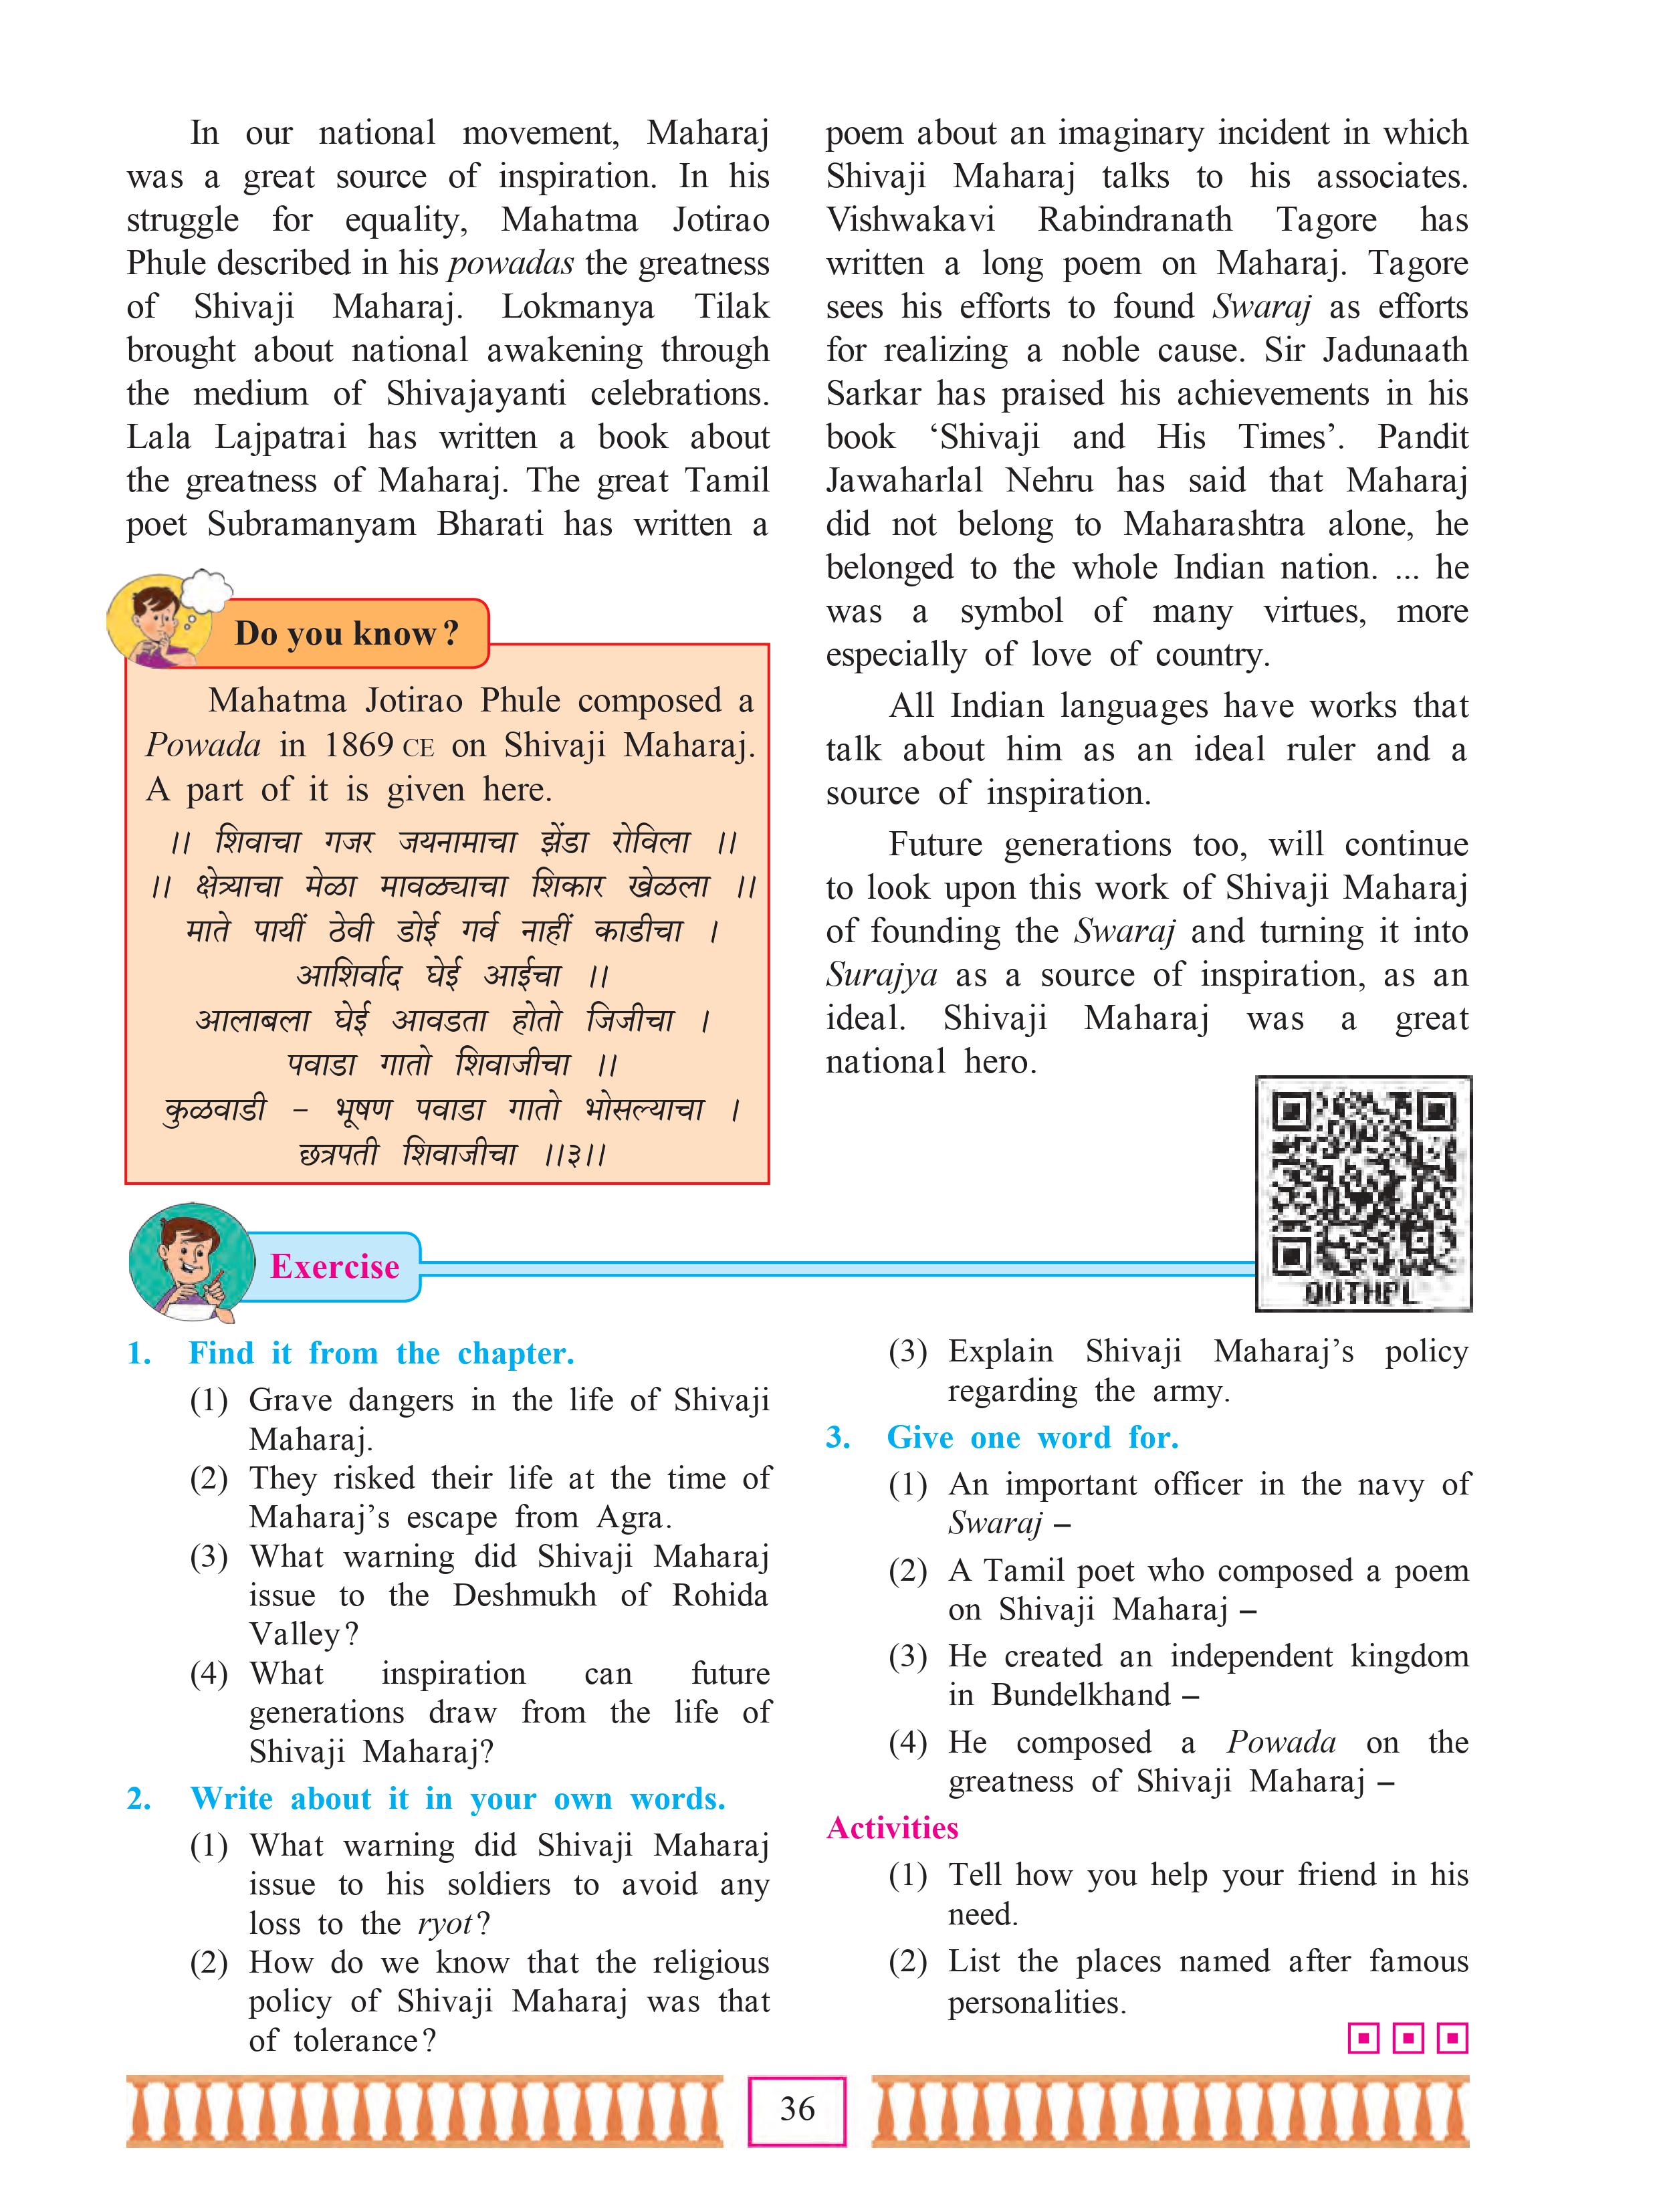 In our national movement, Maharaj
was a great source of inspiration. In his
struggle for equality, Mahatma Jotirao
Phule described in his powadas the greatness
of Shivaji Maharaj. Lokmanya Tilak
brought about national awakening through
the medium of Shivajayanti celebrations.
Lala Lajpatrai has written a book about
the greatness of Maharaj. The great Tamil
poet Subramanyam Bharati has written a
Do you know?
Mahatma Jotirao Phule composed a
Powada in 1869 CE on Shivaji Maharaj.
A part of it is given here.
।। शिवाचा गजर जयनामाचा झेंडा रोविला ।।
।। क्षेत्र्याचा मेळा मावळ्याचा शिकार खेळला ।।
माते पायीं ठेवी डोई गर्व नाहीं काडीचा ।
आशिर्वाद घेई आईचा ।।
आलाबला घेई आवडता होतो जिजीचा ।
पवाडा गातो शिवाजीचा ।।
कुळवाडी – भूषण पवाडा गातो भोसल्याचा ।
छत्रपती शिवाजीचा ।।३।।
poem about an imaginary incident in which
Shivaji Maharaj talks to his associates.
Vishwakavi Rabindranath Tagore has
written a long poem on Maharaj. Tagore
sees his efforts to found Swaraj as efforts
for realizing a noble cause. Sir Jadunaath
Sarkar has praised his achievements in his
book ‘Shivaji and His Times’. Pandit
Jawaharlal Nehru has said that Maharaj
did not belong to Maharashtra alone, he
belonged to the whole Indian nation. ... he
was a symbol of many virtues, more
especially of love of country.
All Indian languages have works that
talk about him as an ideal ruler and a
source of inspiration.
Future generations too, will continue
to look upon this work of Shivaji Maharaj
of founding the Swaraj and turning it into
Surajya as a source of inspiration, as an
ideal. Shivaji Maharaj was a great
national hero.
QUTHPL
Exercise
1. Find it from the chapter.
(1) Grave dangers in the life of Shivaji
Maharaj.
(2) They risked their life at the time of
Maharaj’s escape from Agra.
(3) What warning did Shivaji Maharaj
issue to the Deshmukh of Rohida
Valley?
(4) What inspiration can future
generations draw from the life of
Shivaji Maharaj?
2. Write about it in your own words.
(1) What warning did Shivaji Maharaj
issue to his soldiers to avoid any
loss to the ryot?
(2) How do we know that the religious
policy of Shivaji Maharaj was that
of tolerance?
(3) Explain Shivaji Maharaj’s policy
regarding the army.
3. Give one word for.
(1) An important officer in the navy of
Swaraj –
(2) A Tamil poet who composed a poem
on Shivaji Maharaj –
(3) He created an independent kingdom
in Bundelkhand –
(4) He composed a Powada on the
greatness of Shivaji Maharaj –
Activities
(1) Tell how you help your friend in his
need.
(2) List the places named after famous
personalities.
36